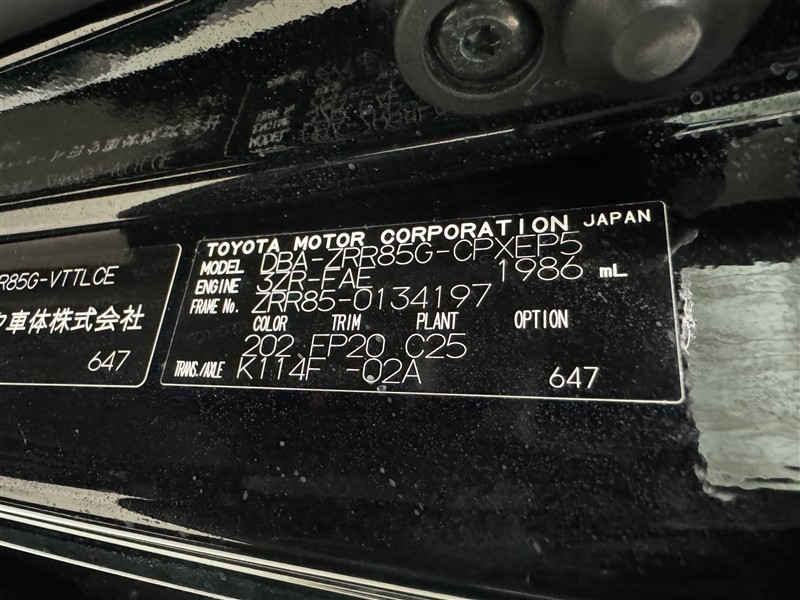 TOYOTA MOTOR CORPORATION JAPAN
MODEL DBA-ZRR85G-CPXEP5
ENGINE 3ZR-FAE 1986 mL
FRAME No. ZRR85-0134197
COLOR TRIM PLANT OPTION
202 FP20 C25
TRANS./AXLE K114F -02A 647
R85G-VTTLCE
車体株式会社
647